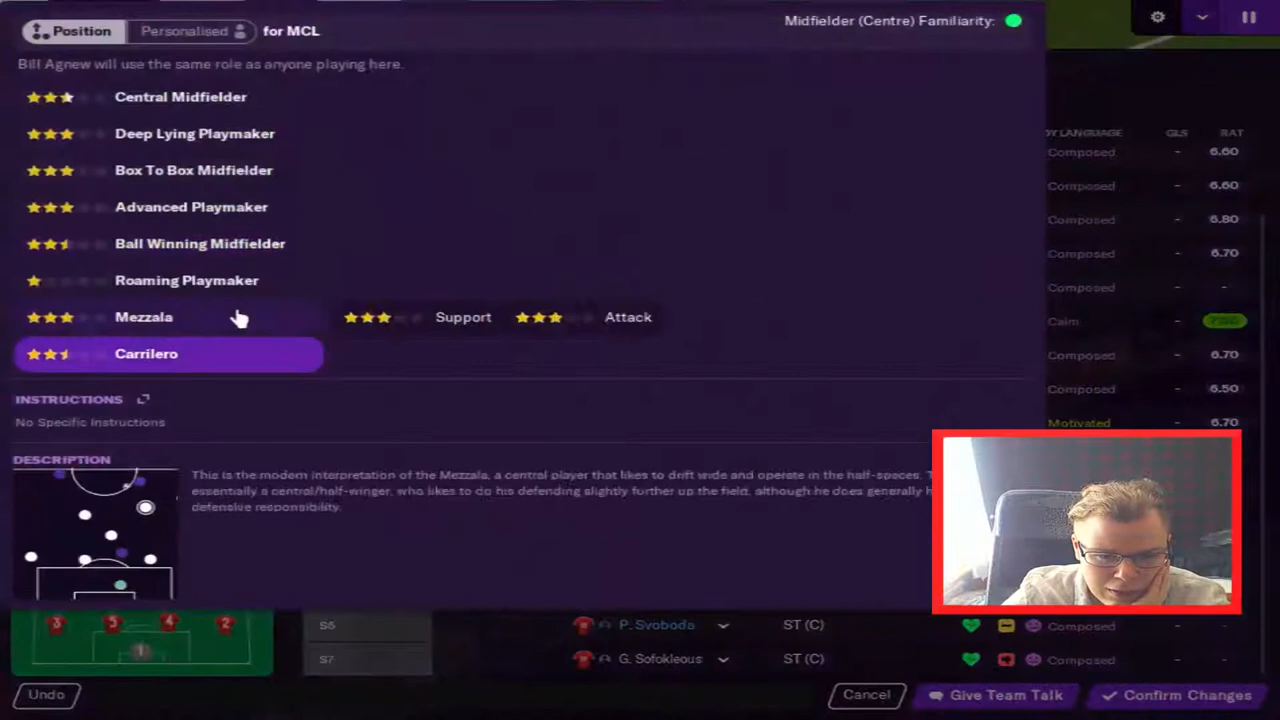 Position Personalised for MCL
Midfielder (Centre) Familiarity:
Bill Agnew will use the same role as anyone playing here.
Central Midfielder
Deep Lying Playmaker
Box To Box Midfielder
Advanced Playmaker
Ball Winning Midfielder
Roaming Playmaker
Mezzala Support Attack
Carrilero
INSTRUCTIONS
No Specific Instructions
DESCRIPTION
This is the modern interpretation of the Mezzala, a central player that likes to drift wide and operate in the half-spaces.
essentially a central/half-winger, who likes to do his defending slightly further up the field, although he does generally
defensive responsibility.
LANGUAGE GLS RAT
Composed - 6.60
Composed - 6.60
Composed - 6.80
Composed - 6.70
Composed - -
Calm -
Composed - 6.70
Composed - 6.50
Motivated - 6.70
3 5 4 2
1
S6 P. Svoboda ST (C) Composed - -
S7 G. Sofokleous ST (C) Composed - -
Undo Cancel Give Team Talk Confirm Changes